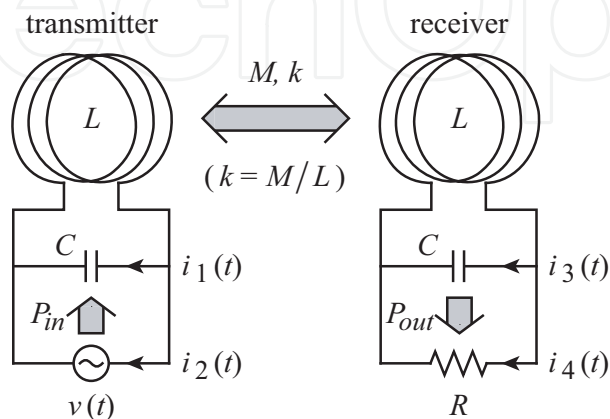 transmitter
receiver
M, k
L
L
( k = M / L )
C
i1(t)
C
i3(t)
Pin
Pout
i2(t)
i4(t)
v(t)
R